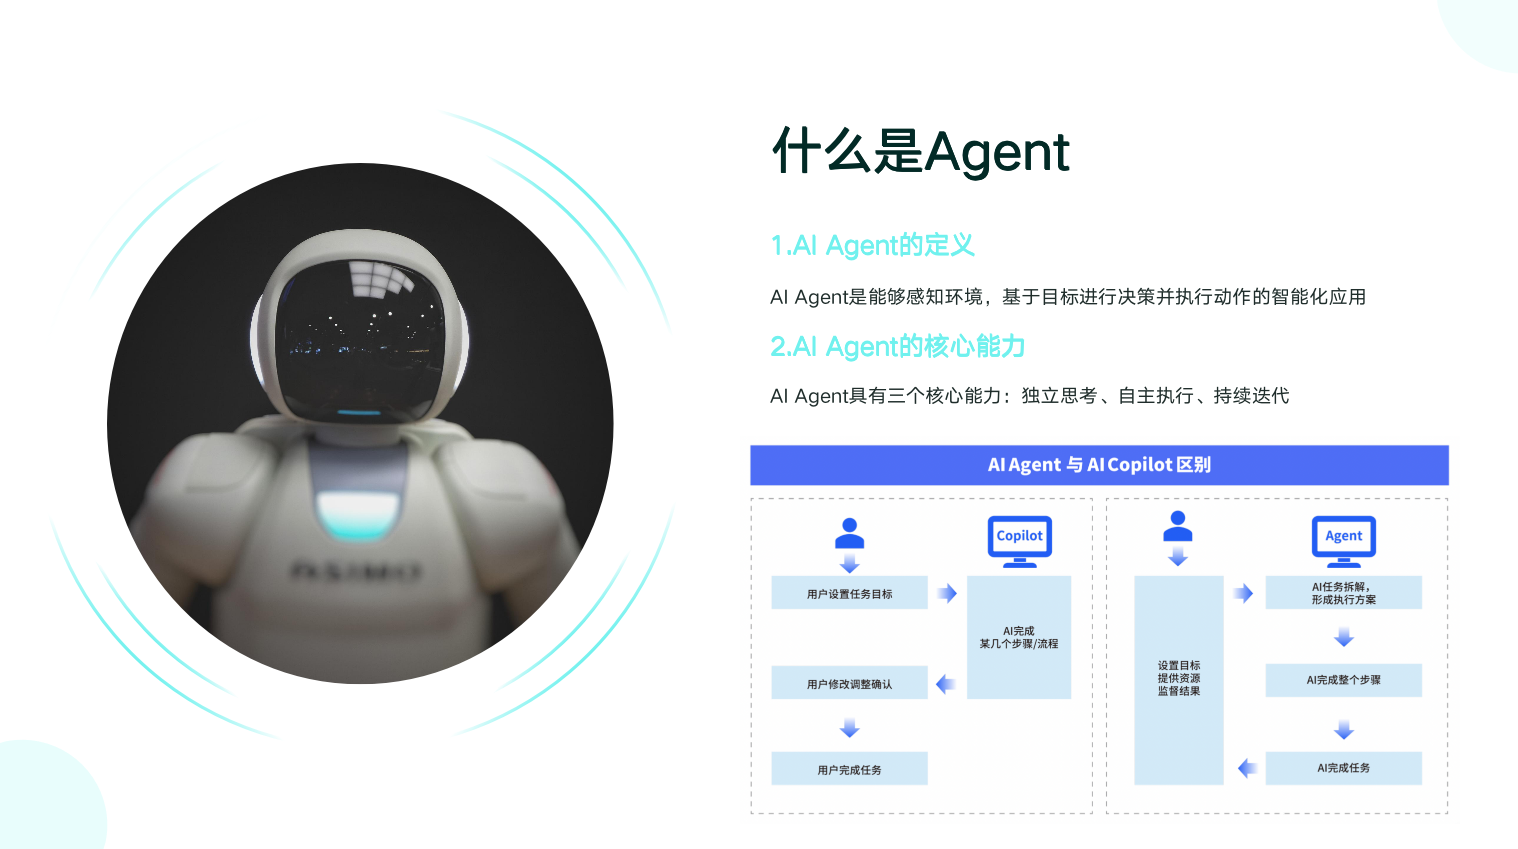 什么是Agent
1.AI Agent的定义
AI Agent是能够感知环境，基于目标进行决策并执行动作的智能化应用
2.AI Agent的核心能力
AI Agent具有三个核心能力：独立思考、自主执行、持续迭代
AI Agent 与 AI Copilot 区别
Copilot
用户设置任务目标
AI完成
某几个步骤/流程
用户修改调整确认
用户完成任务
Agent
设置目标
提供资源
监督结果
AI任务拆解，
形成执行方案
AI完成整个步骤
AI完成任务
ASIMO